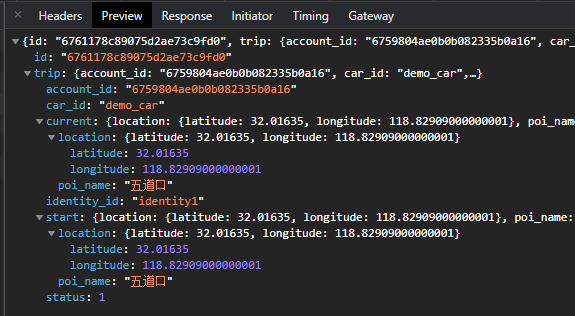 × Headers Preview Response Initiator Timing Gateway
{id: "6761178c89075d2ae73c9fd0", trip: {account_id: "6759804ae0b0b082335b0a16", car_
id: "6761178c89075d2ae73c9fd0"
trip: {account_id: "6759804ae0b0b082335b0a16", car_id: "demo_car",…}
account_id: "6759804ae0b0b082335b0a16"
car_id: "demo_car"
current: {location: {latitude: 32.01635, longitude: 118.82909000000001}, poi_name:
location: {latitude: 32.01635, longitude: 118.82909000000001}
latitude: 32.01635
longitude: 118.82909000000001
poi_name: "五道口"
identity_id: "identity1"
start: {location: {latitude: 32.01635, longitude: 118.82909000000001}, poi_name:
location: {latitude: 32.01635, longitude: 118.82909000000001}
latitude: 32.01635
longitude: 118.82909000000001
poi_name: "五道口"
status: 1